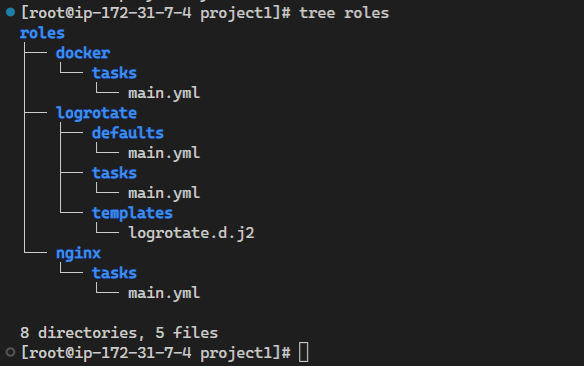 [root@ip-172-31-7-4 project1]# tree roles
roles
├── docker
│   └── tasks
│       └── main.yml
├── logrotate
│   ├── defaults
│   │   └── main.yml
│   ├── tasks
│   │   └── main.yml
│   └── templates
│       └── logrotate.d.j2
└── nginx
    └── tasks
        └── main.yml

8 directories, 5 files
[root@ip-172-31-7-4 project1]#